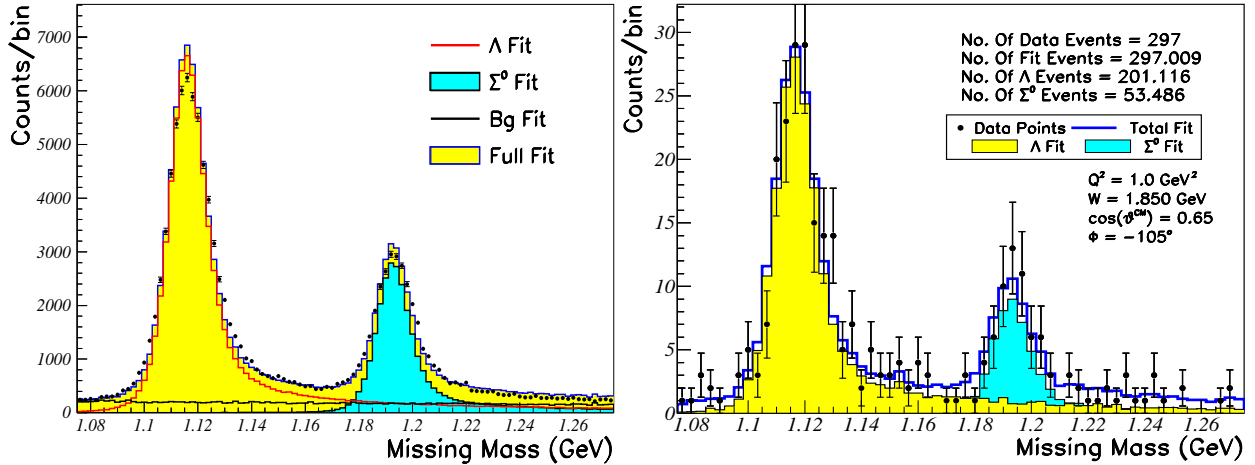 Counts/bin
7000
6000
5000
4000
3000
2000
1000
0
1.08
1.1
1.12
1.14
1.16
1.18
1.2
1.22
1.24
1.26
Missing Mass (GeV)
Λ Fit
Σ⁰ Fit
Bg Fit
Full Fit
Counts/bin
30
25
20
15
10
5
0
1.08
1.1
1.12
1.14
1.16
1.18
1.2
1.22
1.24
1.26
Missing Mass (GeV)
No. Of Data Events = 297
No. Of Fit Events = 297.009
No. Of Λ Events = 201.116
No. Of Σ⁰ Events = 53.486
Data Points Total Fit
Λ Fit Σ⁰ Fit
Q² = 1.0 GeV²
W = 1.850 GeV
cos(ϑᶜᴹ) = 0.65
Φ = −105°